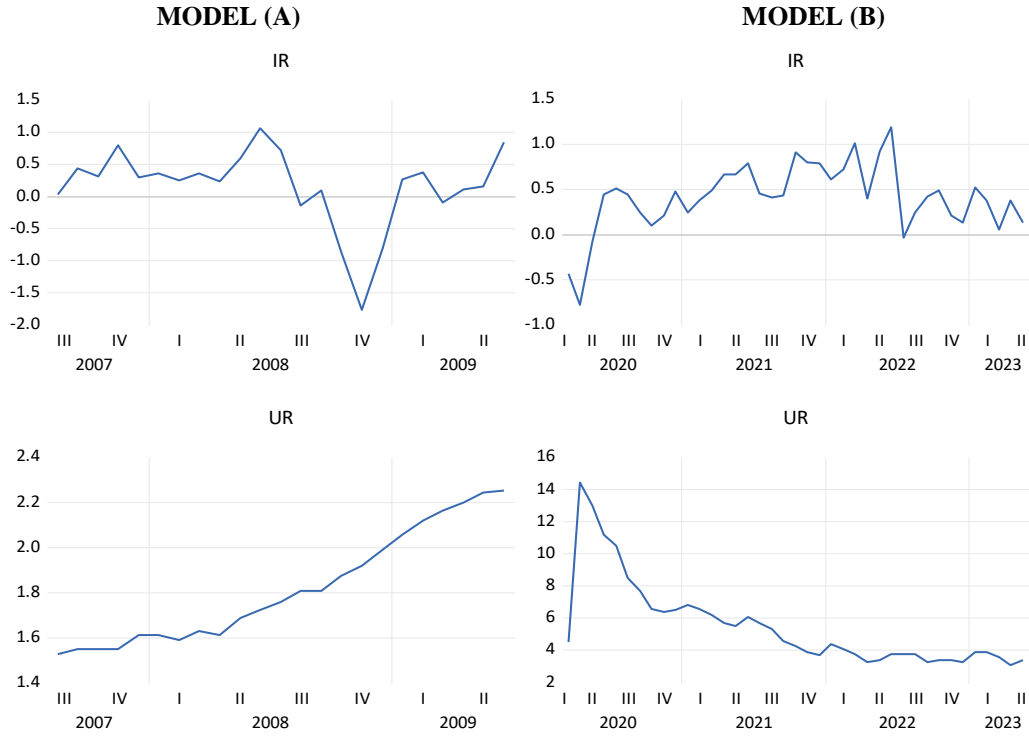 MODEL (A)
MODEL (B)
IR
1.5
1.0
0.5
0.0
-0.5
-1.0
-1.5
-2.0
III IV I II III IV I II
2007 2008 2009
IR
1.5
1.0
0.5
0.0
-0.5
-1.0
I II III IV I II III IV I II III IV I II
2020 2021 2022 2023
UR
2.4
2.2
2.0
1.8
1.6
1.4
III IV I II III IV I II
2007 2008 2009
UR
16
14
12
10
8
6
4
2
I II III IV I II III IV I II III IV I II
2020 2021 2022 2023